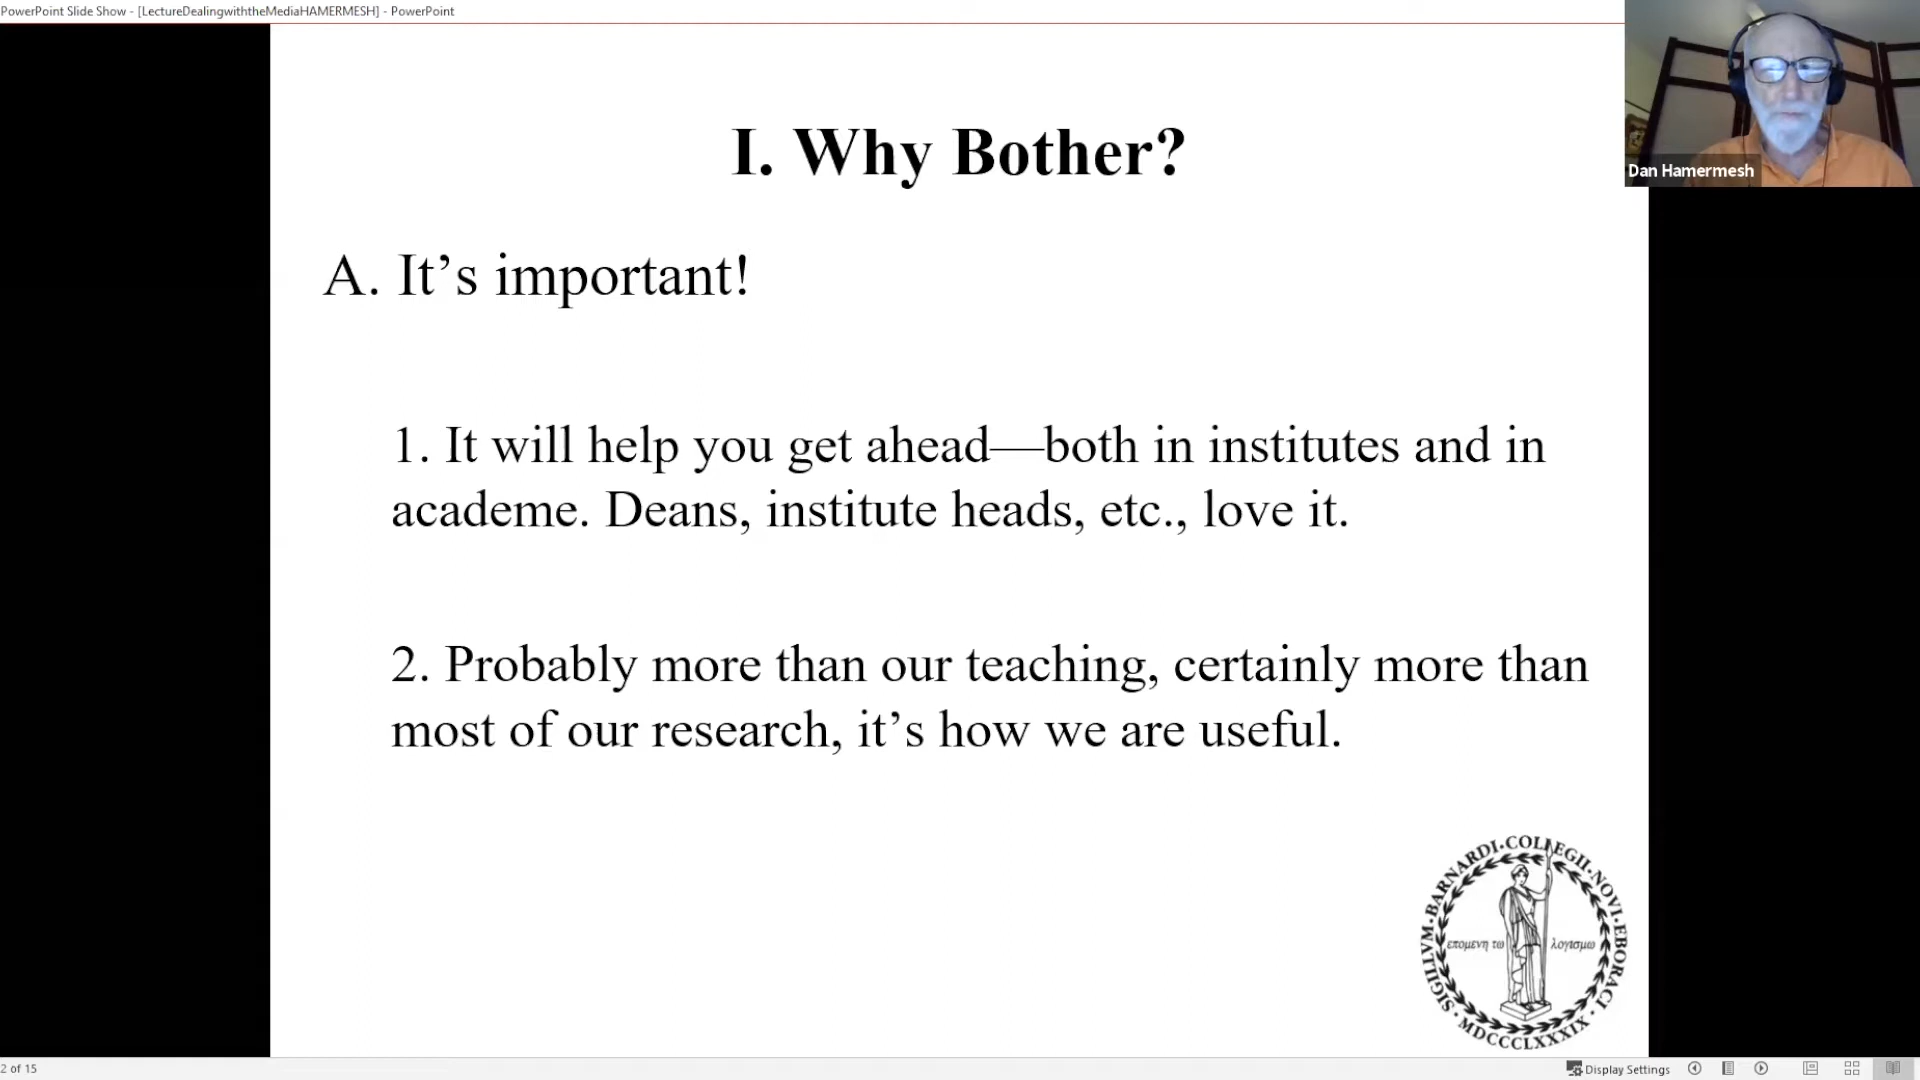 PowerPoint Slide Show - [LectureDealingwiththeMediaHAMERMESH] - PowerPoint
Dan Hamermesh
I. Why Bother?
A. It’s important!
1. It will help you get ahead—both in institutes and in
academe. Deans, institute heads, etc., love it.
2. Probably more than our teaching, certainly more than
most of our research, it’s how we are useful.
SIGILLVM·BARNARDI·COLLEGII·NOVI·EBORACI
επομενη τω λογισμω
MDCCCLXXXIX
2 of 15
Display Settings